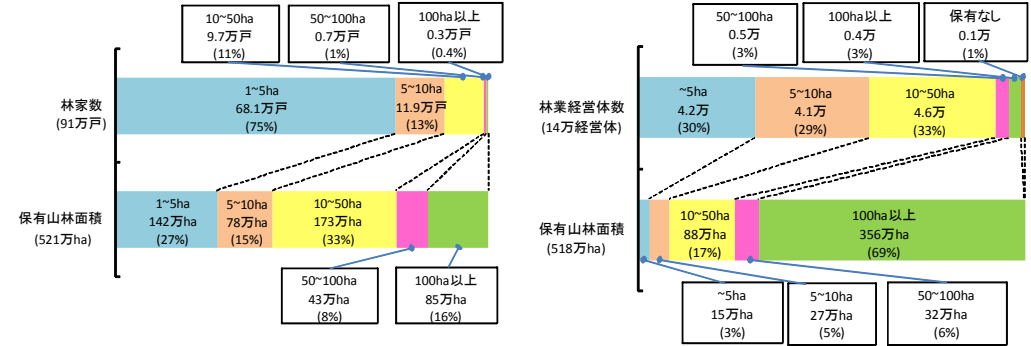 10~50ha
9.7万戸
(11%)
50~100ha
0.7万戸
(1%)
100ha以上
0.3万戸
(0.4%)
林家数
(91万戸)
1~5ha
68.1万戸
(75%)
5~10ha
11.9万戸
(13%)
保有山林面積
(521万ha)
1~5ha
142万ha
(27%)
5~10ha
78万ha
(15%)
10~50ha
173万ha
(33%)
50~100ha
43万ha
(8%)
100ha以上
85万ha
(16%)
50~100ha
0.5万
(3%)
100ha以上
0.4万
(3%)
保有なし
0.1万
(1%)
林業経営体数
(14万経営体)
~5ha
4.2万
(30%)
5~10ha
4.1万
(29%)
10~50ha
4.6万
(33%)
保有山林面積
(518万ha)
10~50ha
88万ha
(17%)
100ha以上
356万ha
(69%)
~5ha
15万ha
(3%)
5~10ha
27万ha
(5%)
50~100ha
32万ha
(6%)